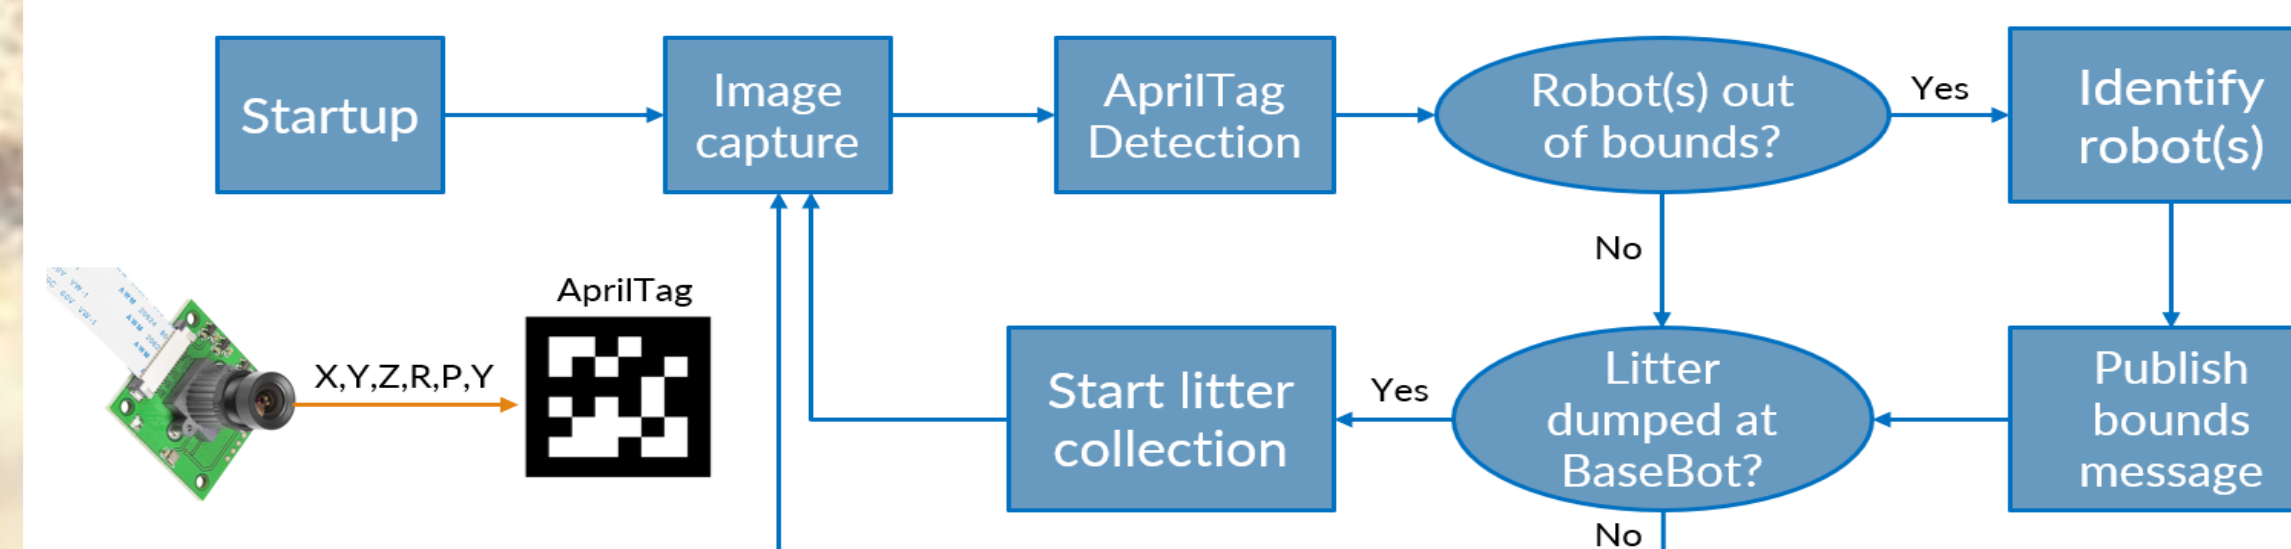 Startup
Image
capture
AprilTag
Detection
Robot(s) out
of bounds?
Yes
Identify
robot(s)
No
AprilTag
X,Y,Z,R,P,Y
Start litter
collection
Yes
Litter
dumped at
BaseBot?
Publish
bounds
message
No